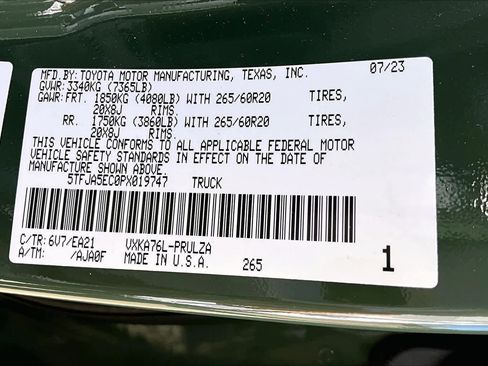 MFD.BY: TOYOTA MOTOR MANUFACTURING, TEXAS, INC. 07/23
GVWR: 3340KG (7365LB)
GAWR: FRT. 1850KG (4080LB) WITH 265/60R20 TIRES,
20X8J RIMS.
RR. 1750KG (3860LB) WITH 265/60R20 TIRES,
20X8J RIMS.
THIS VEHICLE CONFORMS TO ALL APPLICABLE FEDERAL MOTOR
VEHICLE SAFETY STANDARDS IN EFFECT ON THE DATE OF
MANUFACTURE SHOWN ABOVE.
5TFJA5EC0PX019747 TRUCK
C/TR: 6V7/EA21 VXKA76L-PRULZA
A/TM: /AJA0F MADE IN U.S.A. 265 1